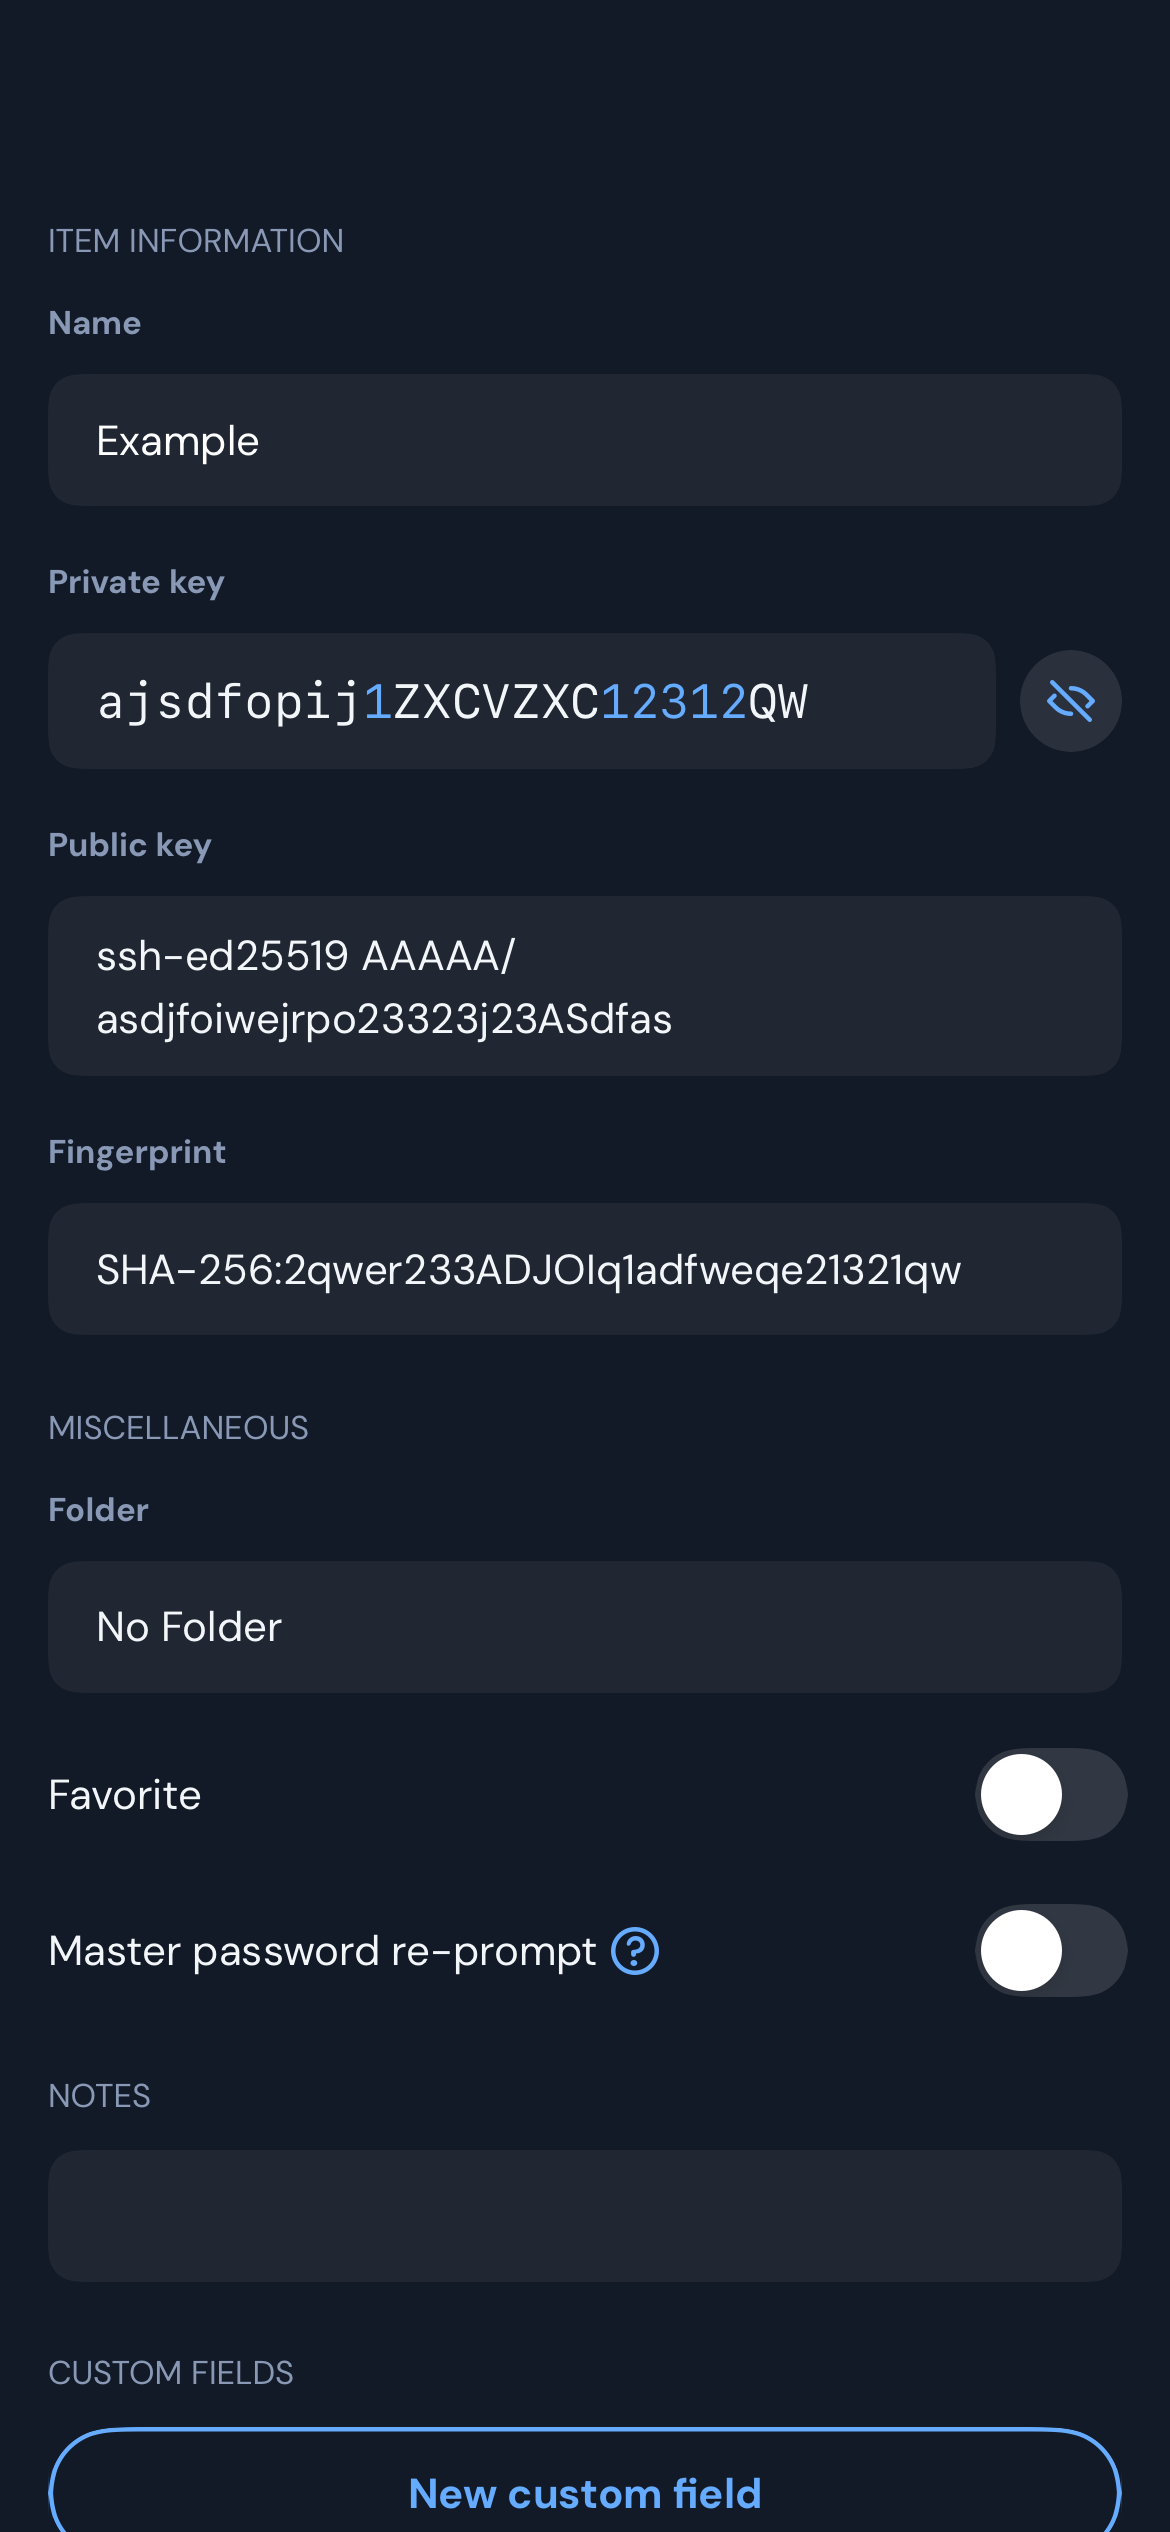 ITEM INFORMATION
Name
Example
Private key
ajsdfopij1ZXCVZXC12312QW
Public key
ssh-ed25519 AAAAA/
asdjfoiwejrpo23323j23ASdfas
Fingerprint
SHA-256:2qwer233ADJOIq1adfweqe21321qw
MISCELLANEOUS
Folder
No Folder
Favorite
Master password re-prompt
NOTES
CUSTOM FIELDS
New custom field